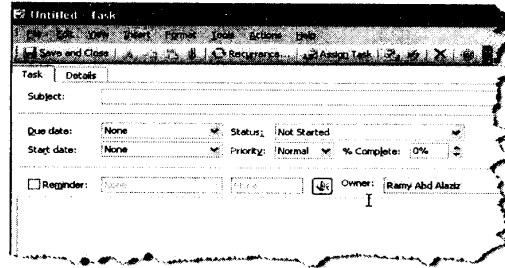 Untitled - Task
File Edit View Insert Format Tools Actions Help
Save and Close Recurrence... Assign Task
Task Details
Subject:
Due date: None Status: Not Started
Start date: None Priority: Normal % Complete: 0%
Reminder: None None Owner: Ramy Abd Alaziz